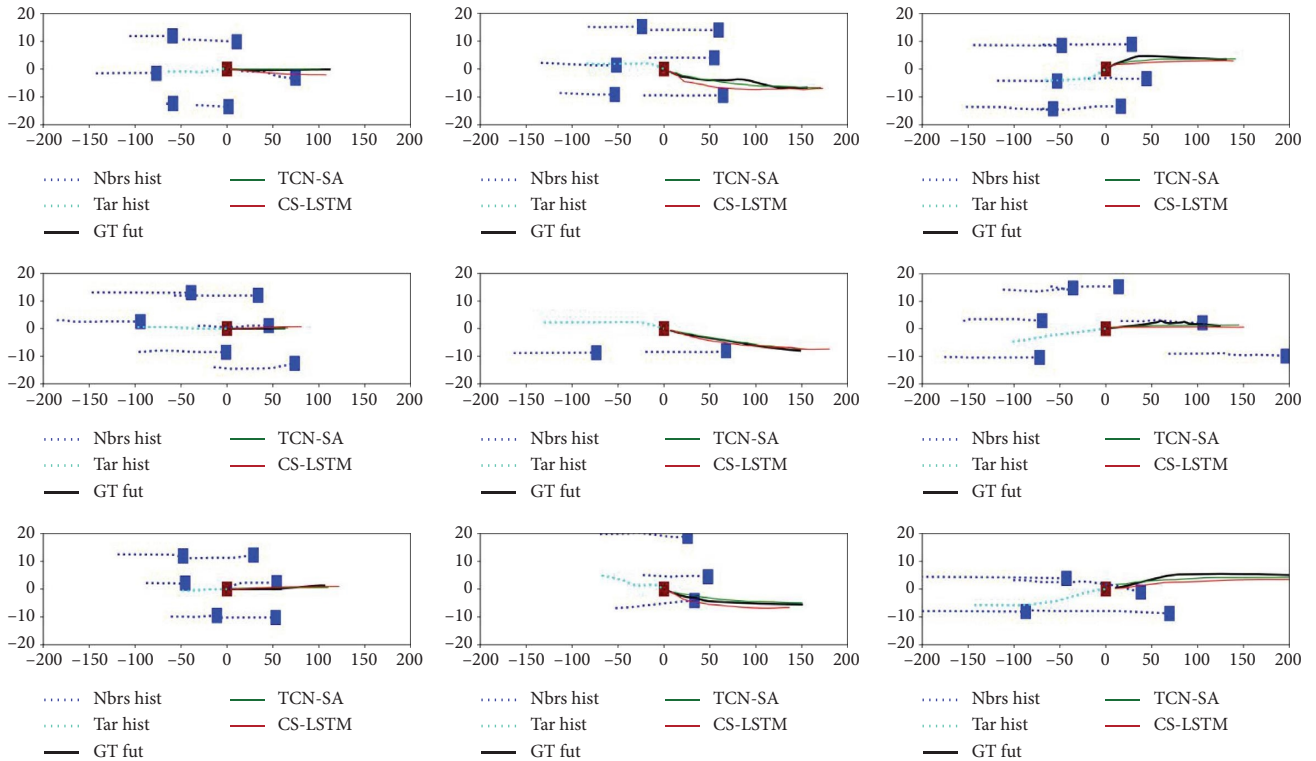 20 20 20
10 10 10
0 0 0
–10 –10 –10
–20 –20 –20
–200 –150 –100 –50 0 50 100 150 200 –200 –150 –100 –50 0 50 100 150 200 –200 –150 –100 –50 0 50 100 150 200
Nbrs hist TCN-SA Nbrs hist TCN-SA Nbrs hist TCN-SA
Tar hist CS-LSTM Tar hist CS-LSTM Tar hist CS-LSTM
GT fut GT fut GT fut
20 20 20
10 10 10
0 0 0
–10 –10 –10
–20 –20 –20
–200 –150 –100 –50 0 50 100 150 200 –200 –150 –100 –50 0 50 100 150 200 –200 –150 –100 –50 0 50 100 150 200
Nbrs hist TCN-SA Nbrs hist TCN-SA Nbrs hist TCN-SA
Tar hist CS-LSTM Tar hist CS-LSTM Tar hist CS-LSTM
GT fut GT fut GT fut
20 20 20
10 10 10
0 0 0
–10 –10 –10
–20 –20 –20
–200 –150 –100 –50 0 50 100 150 200 –200 –150 –100 –50 0 50 100 150 200 –200 –150 –100 –50 0 50 100 150 200
Nbrs hist TCN-SA Nbrs hist TCN-SA Nbrs hist TCN-SA
Tar hist CS-LSTM Tar hist CS-LSTM Tar hist CS-LSTM
GT fut GT fut GT fut